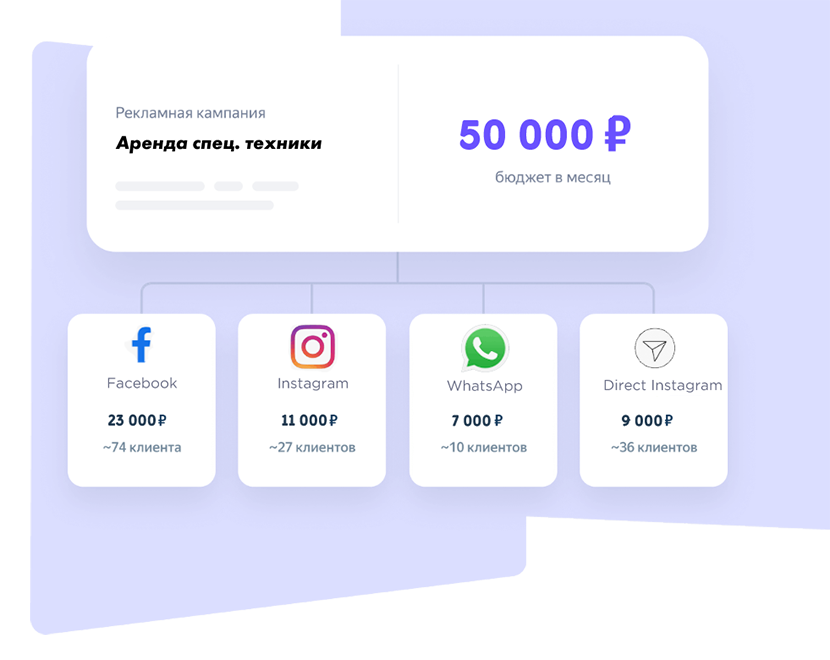 Рекламная кампания
Аренда спец. техники
50 000 ₽
бюджет в месяц
Facebook
23 000 ₽
~74 клиента
Instagram
11 000 ₽
~27 клиентов
WhatsApp
7 000 ₽
~10 клиентов
Direct Instagram
9 000 ₽
~36 клиентов